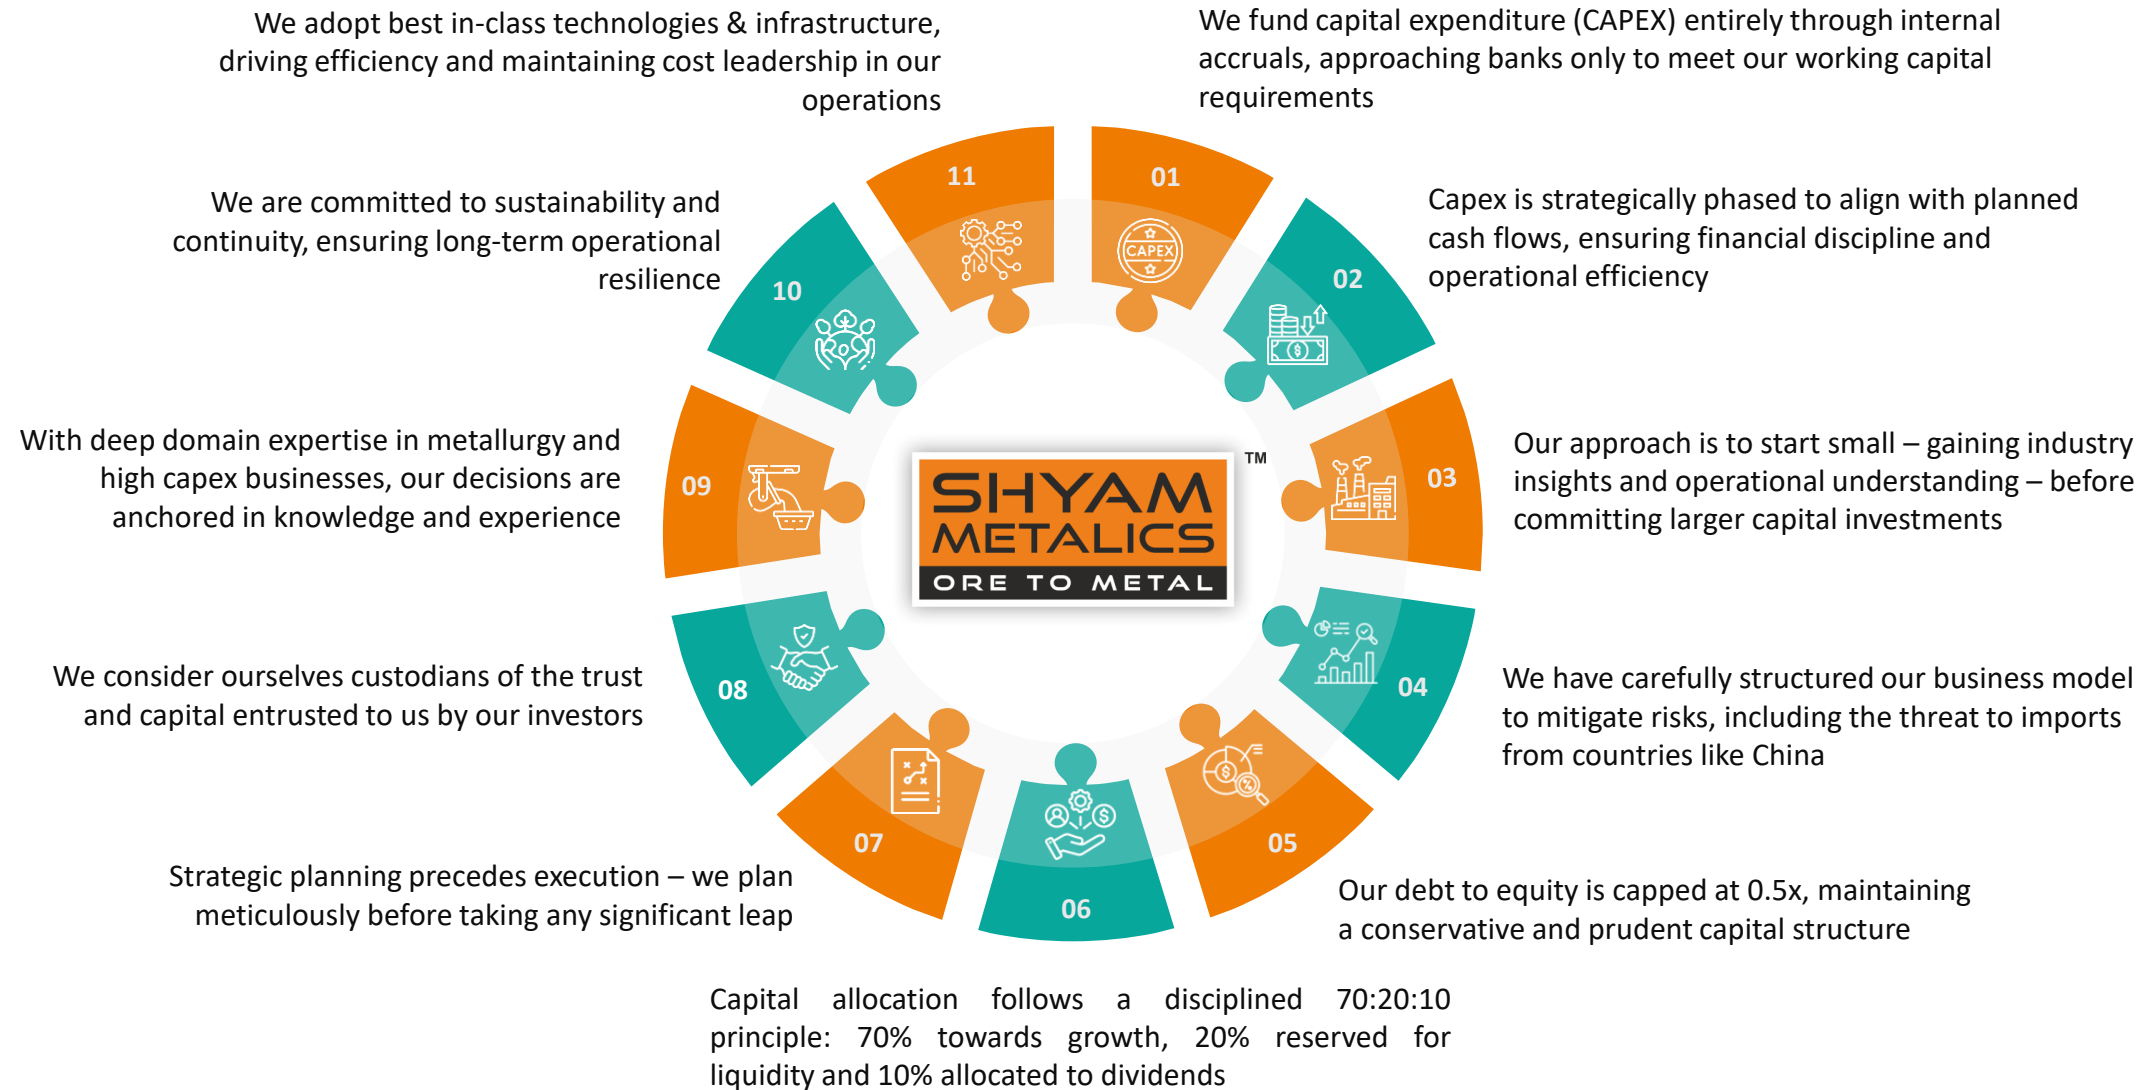 We adopt best in-class technologies & infrastructure,
driving efficiency and maintaining cost leadership in our
operations
We fund capital expenditure (CAPEX) entirely through internal
accruals, approaching banks only to meet our working capital
requirements
We are committed to sustainability and
continuity, ensuring long-term operational
resilience
Capex is strategically phased to align with planned
cash flows, ensuring financial discipline and
operational efficiency
With deep domain expertise in metallurgy and
high capex businesses, our decisions are
anchored in knowledge and experience
Our approach is to start small – gaining industry
insights and operational understanding – before
committing larger capital investments
We consider ourselves custodians of the trust
and capital entrusted to us by our investors
We have carefully structured our business model
to mitigate risks, including the threat to imports
from countries like China
Strategic planning precedes execution – we plan
meticulously before taking any significant leap
Our debt to equity is capped at 0.5x, maintaining
a conservative and prudent capital structure
Capital allocation follows a disciplined 70:20:10
principle: 70% towards growth, 20% reserved for
liquidity and 10% allocated to dividends
11
01
CAPEX
10
02
09
03
08
04
07
05
06
SHYAM
METALICS
ORE TO METAL
TM